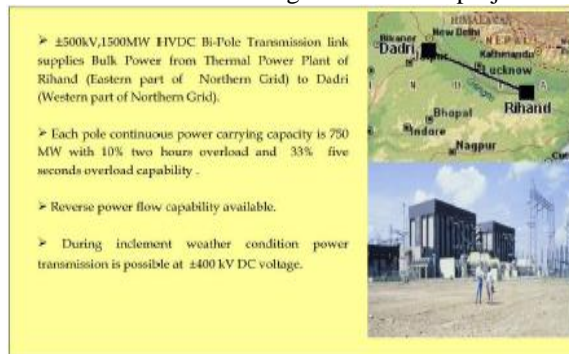 ➢ ±500kV,1500MW HVDC Bi-Pole Transmission link
supplies Bulk Power from Thermal Power Plant of
Rihand (Eastern part of Northern Grid) to Dadri
(Western part of Northern Grid).
➢ Each pole continuous power carrying capacity is 750
MW with 10% two hours overload and 33% five
seconds overload capability .
➢ Reverse power flow capability available.
➢ During inclement weather condition power
transmission is possible at ±400 kV DC voltage.
HIMALAYAN
Bikaner
New Delhi
NEPAL
Dadri
Kathmandu
Lucknow
I N D I A
Rihand
Bhopal
Indore
Nagpur